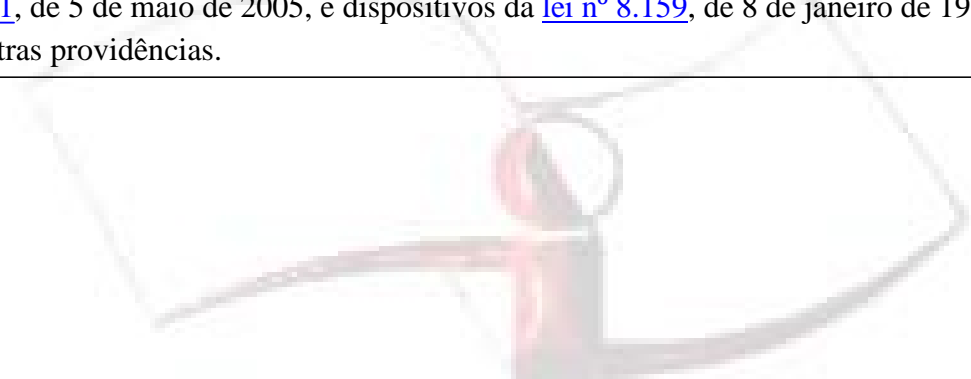 1, de 5 de maio de 2005, e dispositivos da lei nº 8.159, de 8 de janeiro de 19
tras providências.